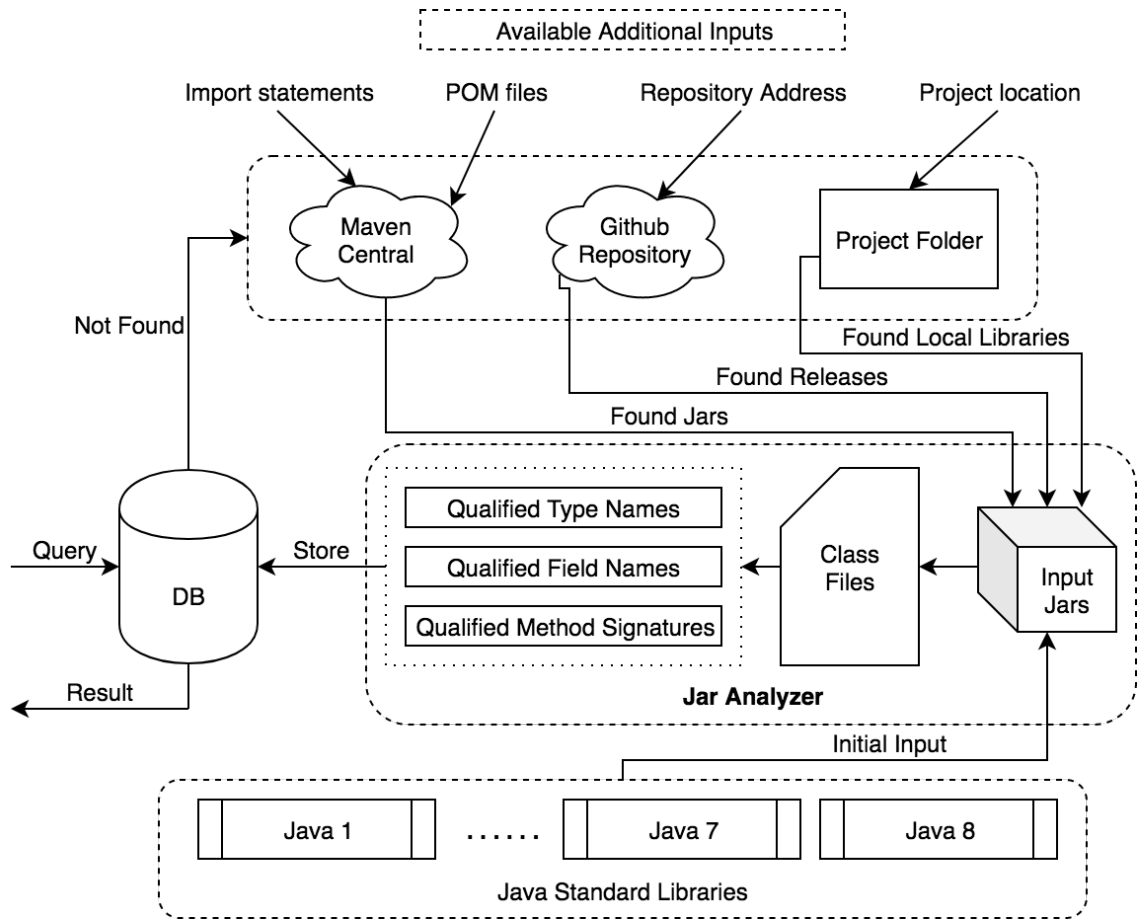 Available Additional Inputs
Import statements
POM files
Repository Address
Project location
Maven
Central
Github
Repository
Project Folder
Not Found
Found Local Libraries
Found Releases
Found Jars
Qualified Type Names
Qualified Field Names
Qualified Method Signatures
Class
Files
Input
Jars
Query
Store
DB
Result
Jar Analyzer
Initial Input
Java 1
......
Java 7
Java 8
Java Standard Libraries